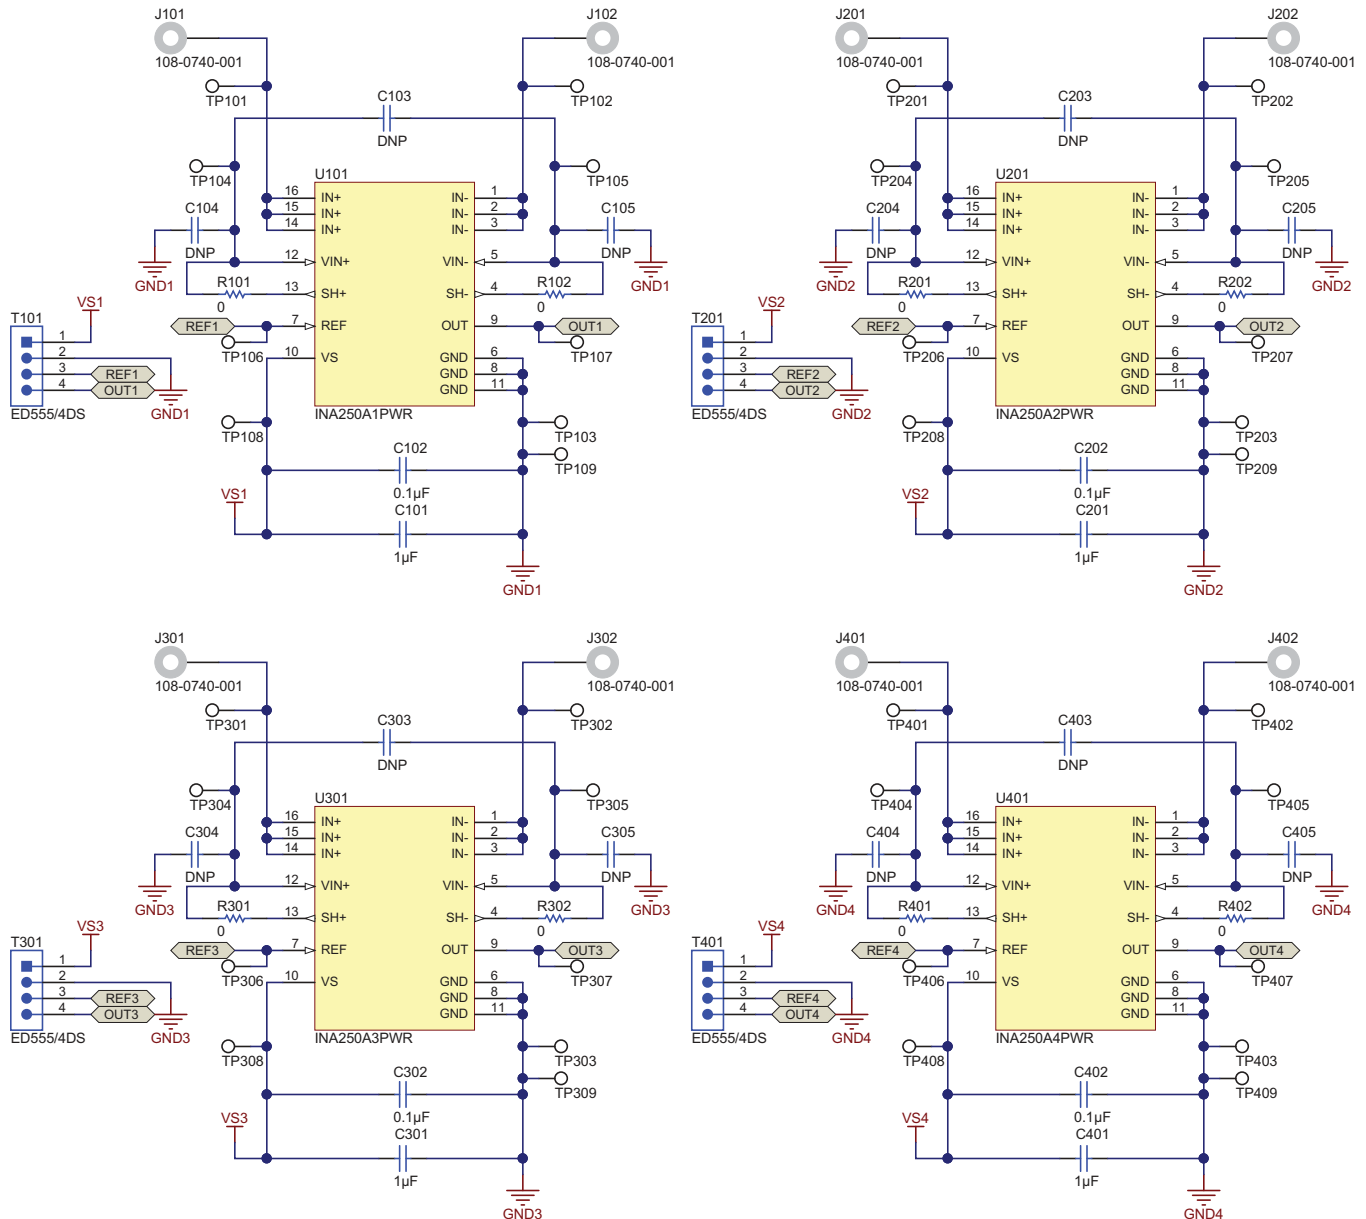 J101
108-0740-001
J102
108-0740-001
TP101
TP102
C103
DNP
TP104
TP105
C104
DNP
GND1
C105
DNP
GND1
U101
16 IN+
15 IN+
14 IN+
12 VIN+
13 SH+
7 REF
10 VS
IN- 1
IN- 2
IN- 3
VIN- 5
SH- 4
OUT 9
GND 6
GND 8
GND 11
INA250A1PWR
R101
0
R102
0
REF1
TP106
OUT1
TP107
T101
1
2
3
4
VS1
REF1
OUT1
GND1
ED555/4DS
TP108
TP103
TP109
C102
0.1µF
VS1
C101
1µF
GND1
J201
108-0740-001
J202
108-0740-001
TP201
TP202
C203
DNP
TP204
TP205
C204
DNP
GND2
C205
DNP
GND2
U201
16 IN+
15 IN+
14 IN+
12 VIN+
13 SH+
7 REF
10 VS
IN- 1
IN- 2
IN- 3
VIN- 5
SH- 4
OUT 9
GND 6
GND 8
GND 11
INA250A2PWR
R201
0
R202
0
REF2
TP206
OUT2
TP207
T201
1
2
3
4
VS2
REF2
OUT2
GND2
ED555/4DS
TP208
TP203
TP209
C202
0.1µF
VS2
C201
1µF
GND2
J301
108-0740-001
J302
108-0740-001
TP301
TP302
C303
DNP
TP304
TP305
C304
DNP
GND3
C305
DNP
GND3
U301
16 IN+
15 IN+
14 IN+
12 VIN+
13 SH+
7 REF
10 VS
IN- 1
IN- 2
IN- 3
VIN- 5
SH- 4
OUT 9
GND 6
GND 8
GND 11
INA250A3PWR
R301
0
R302
0
REF3
TP306
OUT3
TP307
T301
1
2
3
4
VS3
REF3
OUT3
GND3
ED555/4DS
TP308
TP303
TP309
C302
0.1µF
VS3
C301
1µF
GND3
J401
108-0740-001
J402
108-0740-001
TP401
TP402
C403
DNP
TP404
TP405
C404
DNP
GND4
C405
DNP
GND4
U401
16 IN+
15 IN+
14 IN+
12 VIN+
13 SH+
7 REF
10 VS
IN- 1
IN- 2
IN- 3
VIN- 5
SH- 4
OUT 9
GND 6
GND 8
GND 11
INA250A4PWR
R401
0
R402
0
REF4
TP406
OUT4
TP407
T401
1
2
3
4
VS4
REF4
OUT4
GND4
ED555/4DS
TP408
TP403
TP409
C402
0.1µF
VS4
C401
1µF
GND4